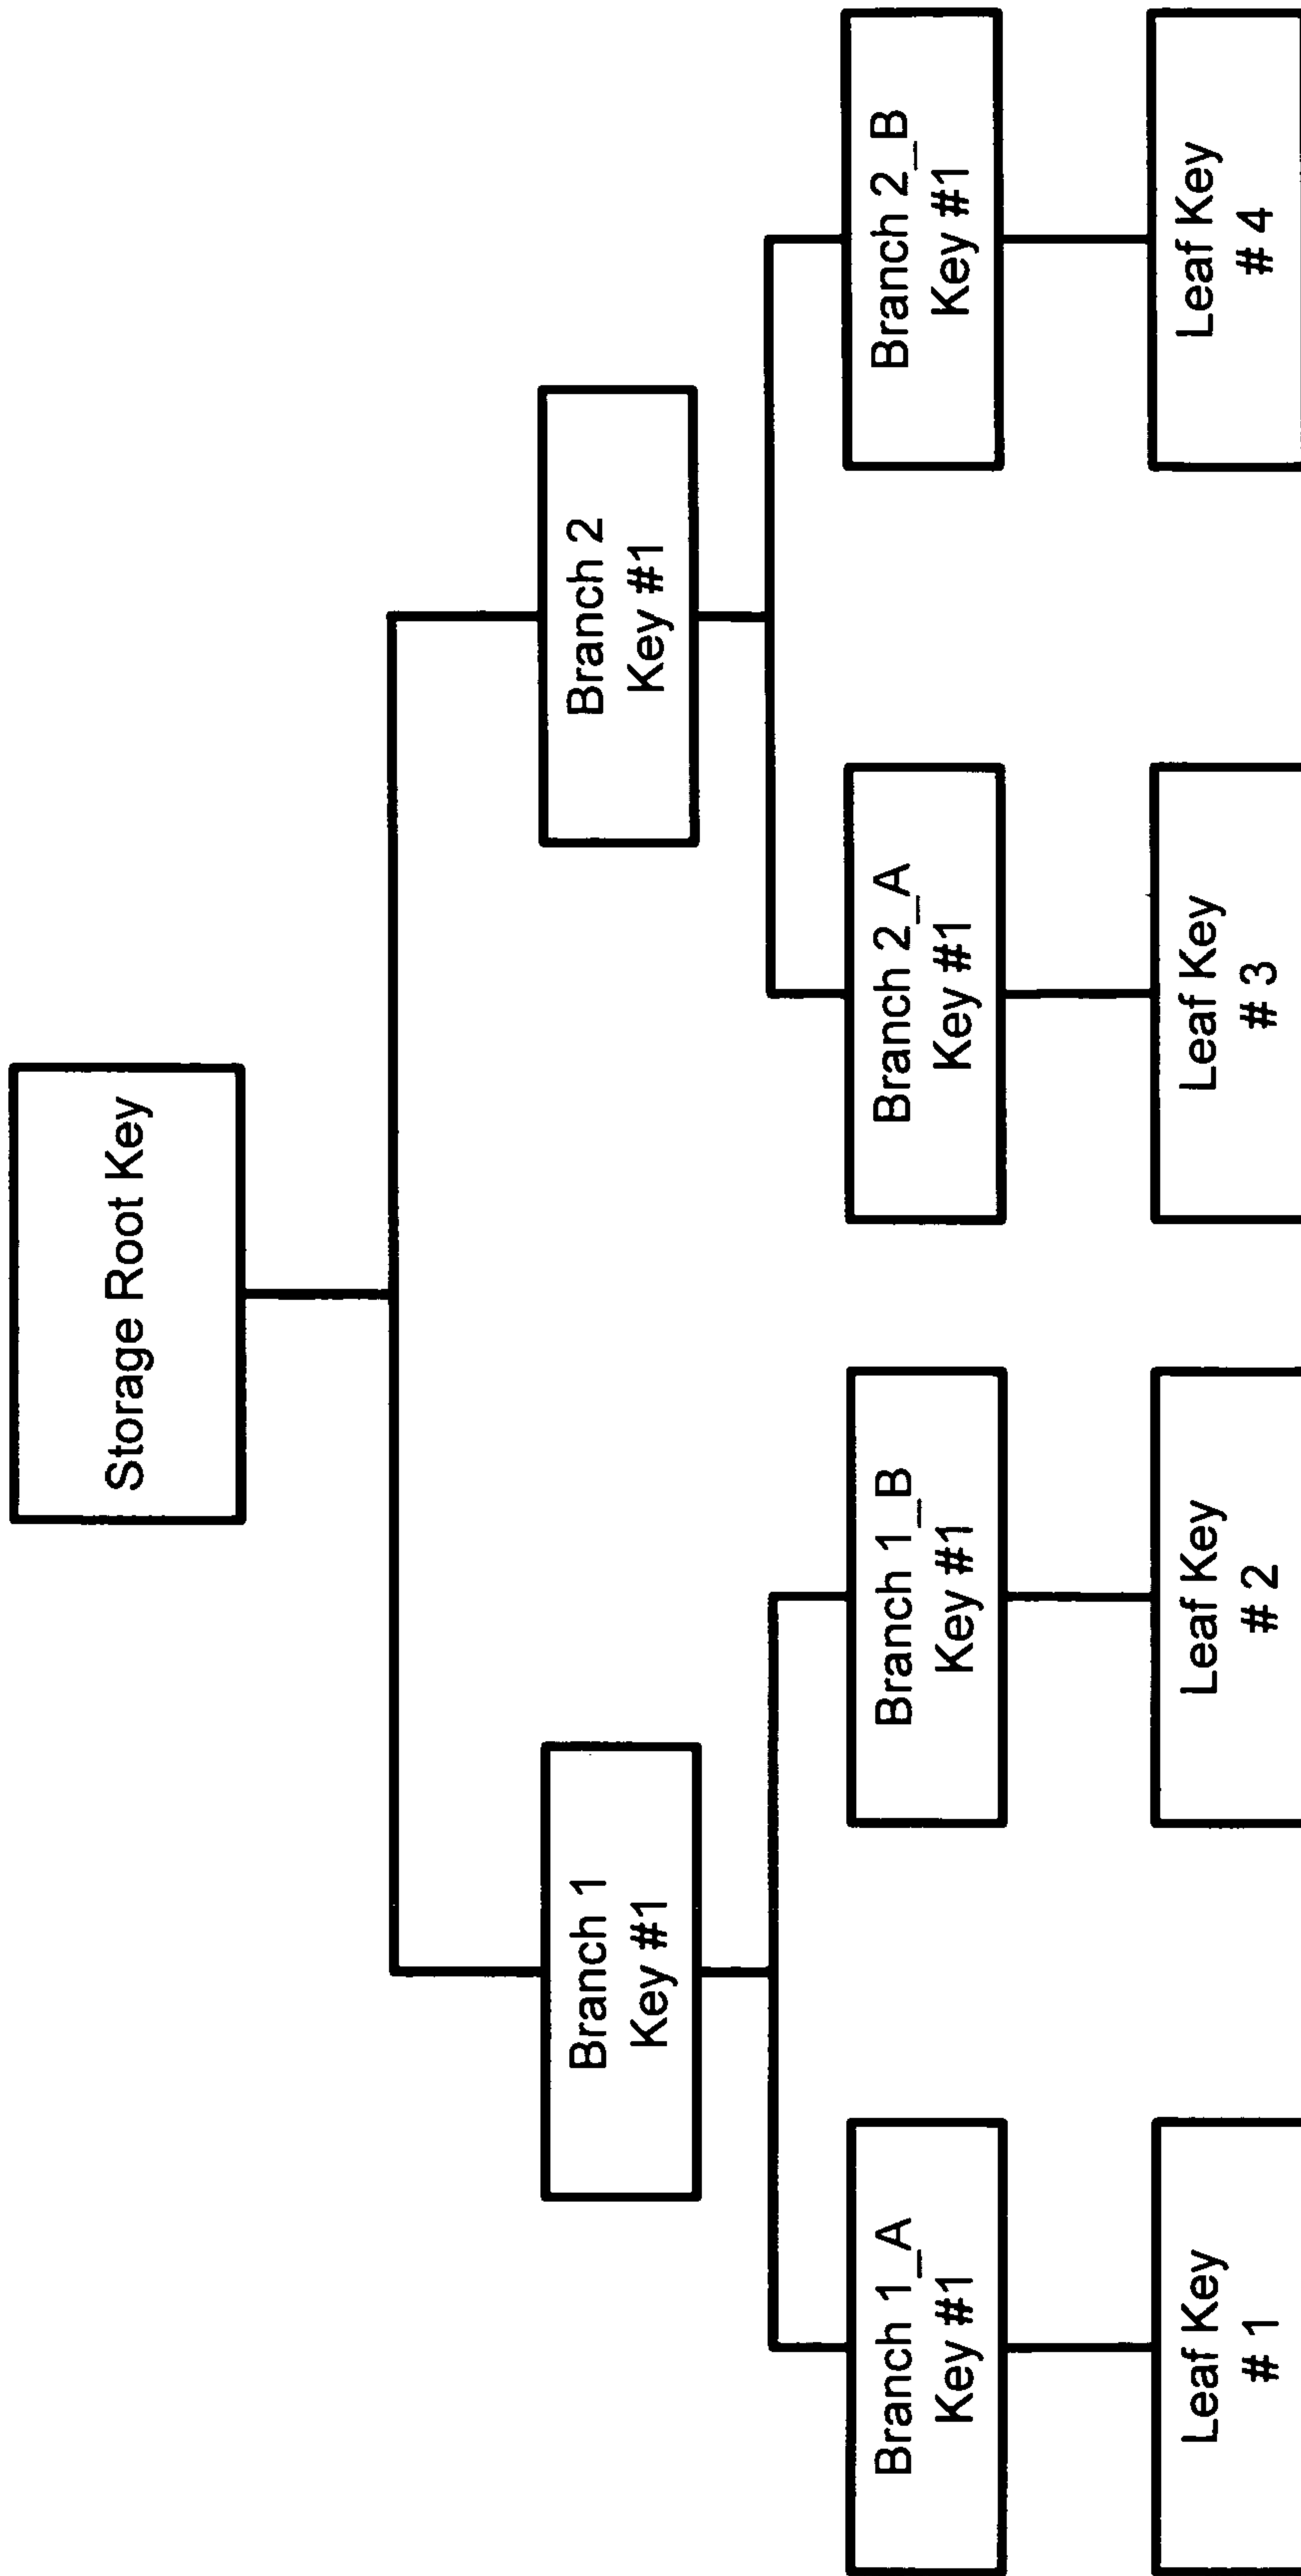 Storage Root Key
Branch 1
Key #1
Branch 2
Key #1
Branch 1_A
Key #1
Branch 1_B
Key #1
Branch 2_A
Key #1
Branch 2_B
Key #1
Leaf Key
# 1
Leaf Key
# 2
Leaf Key
# 3
Leaf Key
# 4